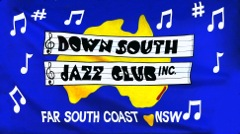 DOWN SOUTH
JAZZ CLUB INC.
FAR SOUTH COAST NSW